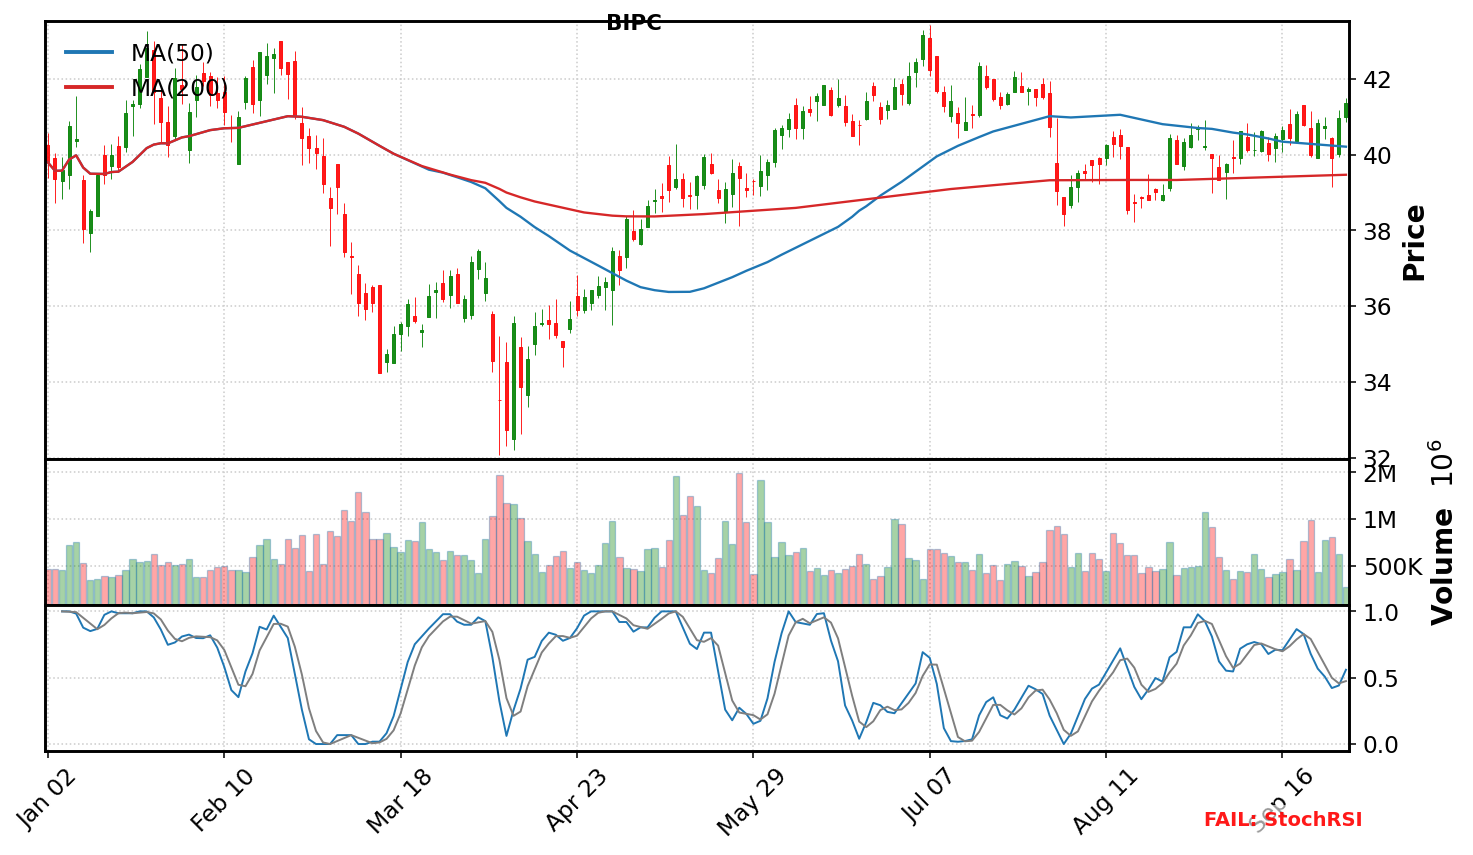 BIPC
MA(50)
MA(200)
42
40
38
36
34
32
Price
2M
1M
500K
Volume 10^6
1.0
0.5
0.0
Jan 02
Feb 10
Mar 18
Apr 23
May 29
Jul 07
Aug 11
Sep 16
FAIL: StochRSI